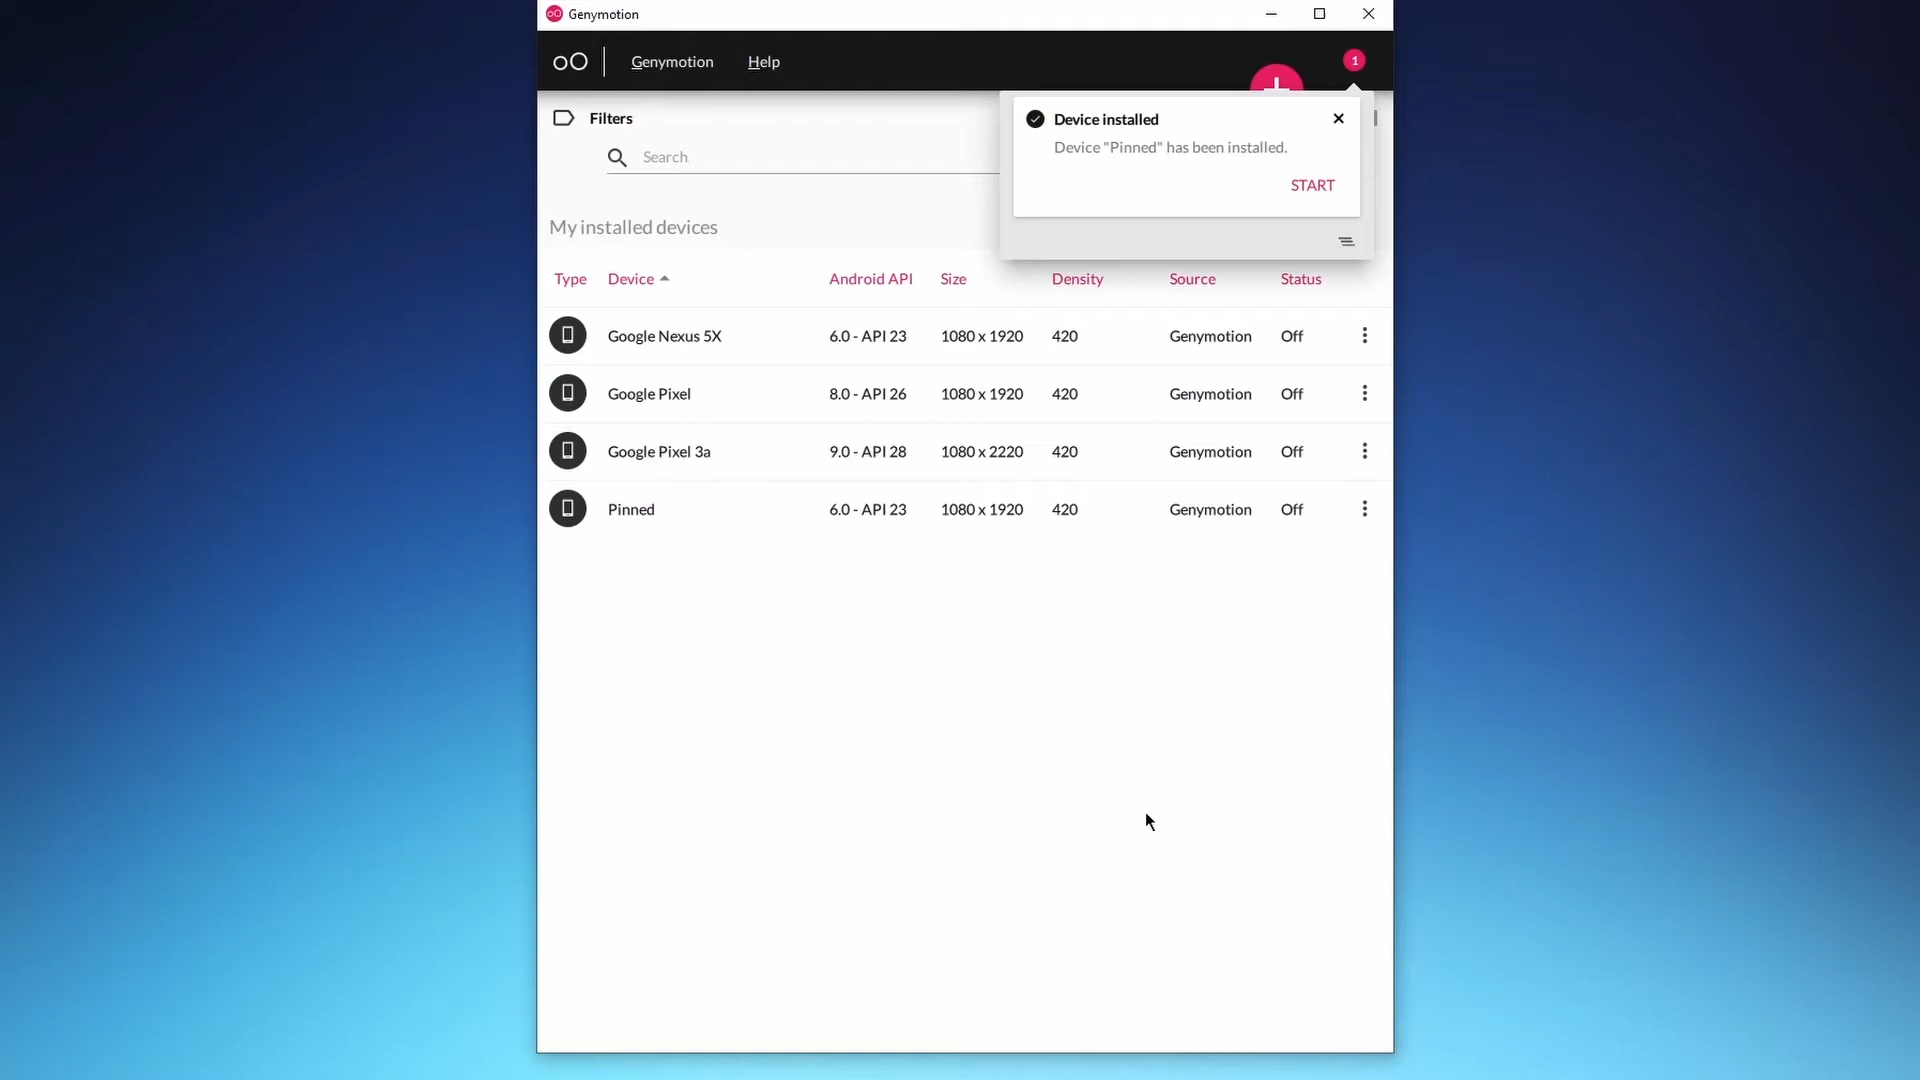 Genymotion
Genymotion Help 1
Filters
Search
Device installed
Device "Pinned" has been installed.
START
My installed devices
Type Device Android API Size Density Source Status
Google Nexus 5X 6.0 - API 23 1080 x 1920 420 Genymotion Off
Google Pixel 8.0 - API 26 1080 x 1920 420 Genymotion Off
Google Pixel 3a 9.0 - API 28 1080 x 2220 420 Genymotion Off
Pinned 6.0 - API 23 1080 x 1920 420 Genymotion Off